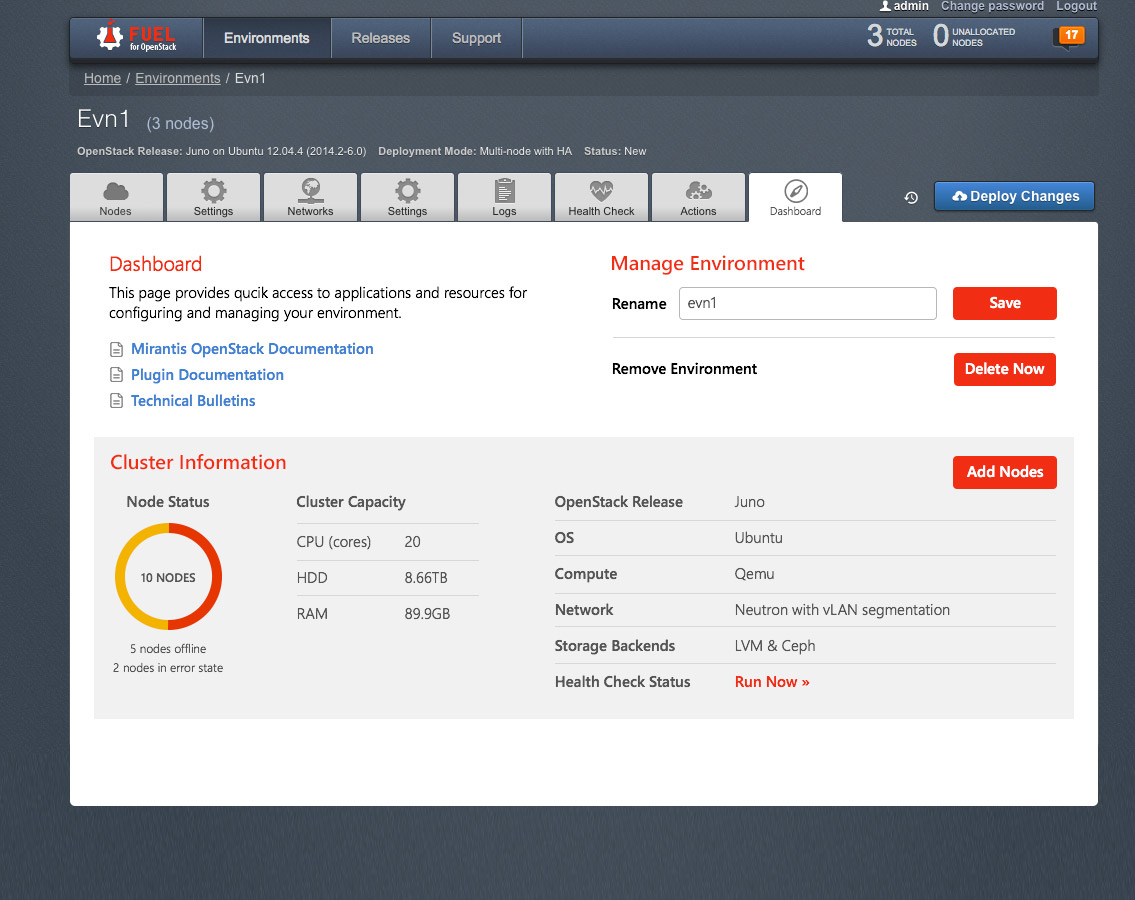 admin Change password Logout
FUEL
for OpenStack
Environments Releases Support
3 TOTAL NODES 0 UNALLOCATED NODES 17
Home / Environments / Evn1
Evn1 (3 nodes)
OpenStack Release: Juno on Ubuntu 12.04.4 (2014.2-6.0) Deployment Mode: Multi-node with HA Status: New
Nodes Settings Networks Settings Logs Health Check Actions Dashboard
Deploy Changes
Dashboard
This page provides qucik access to applications and resources for
configuring and managing your environment.
Mirantis OpenStack Documentation
Plugin Documentation
Technical Bulletins
Manage Environment
Rename evn1 Save
Remove Environment Delete Now
Cluster Information
Add Nodes
Node Status
10 NODES
5 nodes offline
2 nodes in error state
Cluster Capacity
CPU (cores) 20
HDD 8.66TB
RAM 89.9GB
OpenStack Release Juno
OS Ubuntu
Compute Qemu
Network Neutron with vLAN segmentation
Storage Backends LVM & Ceph
Health Check Status Run Now »